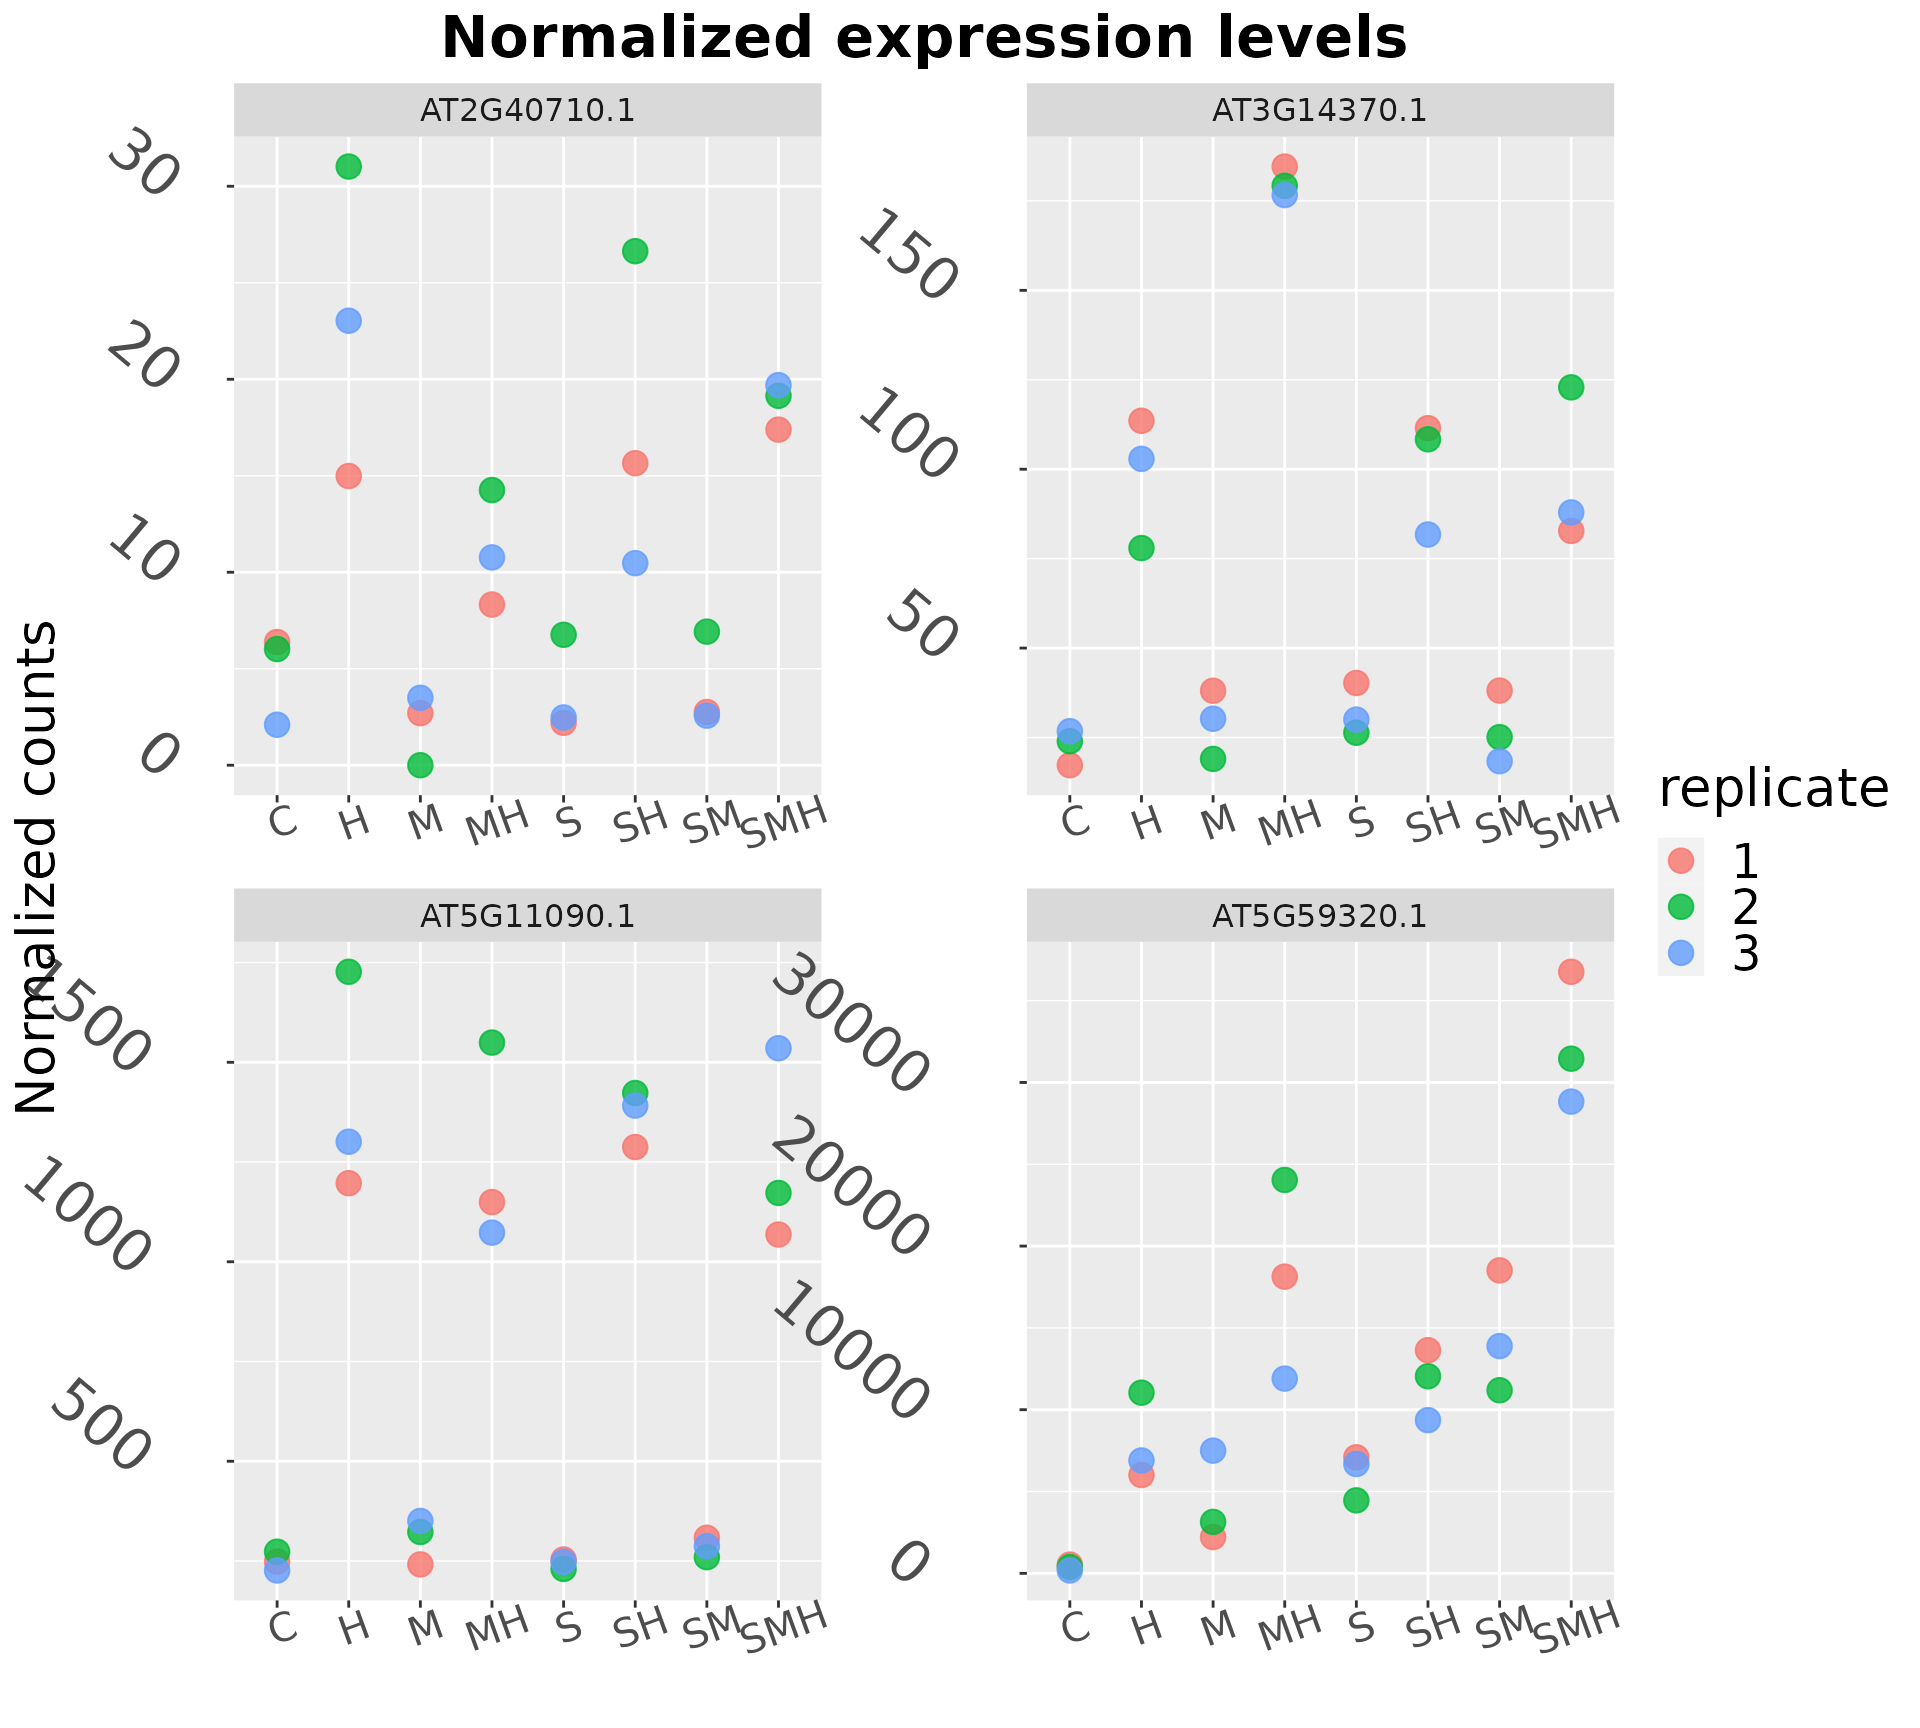 Normalized expression levels
AT2G40710.1
30
20
10
0
C H M MH S SH SM SMH
AT3G14370.1
150
100
50
C H M MH S SH SM SMH
Normalized counts
AT5G11090.1
1500
1000
500
C H M MH S SH SM SMH
AT5G59320.1
30000
20000
10000
0
C H M MH S SH SM SMH
replicate
1
2
3